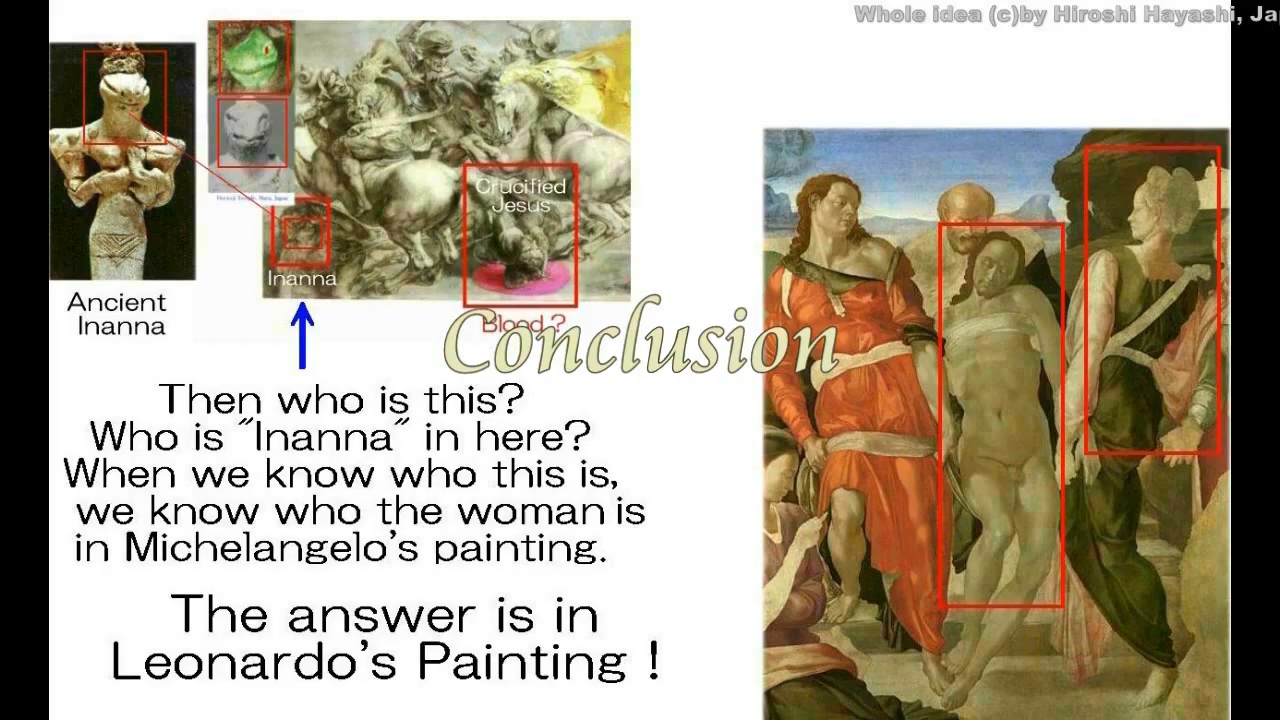 Whole idea (c)by Hiroshi Hayashi, Ja
Crucified
Jesus
Inanna
Blood ?
Conclusion
Ancient
Inanna
Then who is this?
Who is "Inanna" in here?
When we know who this is,
we know who the woman is
in Michelangelo's painting.
The answer is in
Leonardo's Painting !